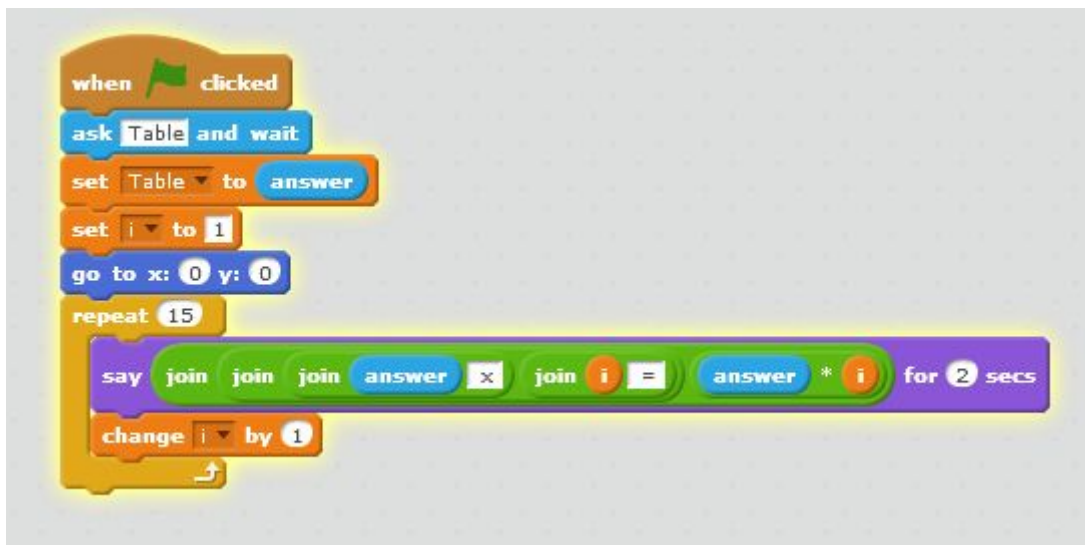 when clicked
ask Table and wait
set Table to answer
set i to 1
go to x: 0 y: 0
repeat 15
say join join join answer x join i = answer * i for 2 secs
change i by 1